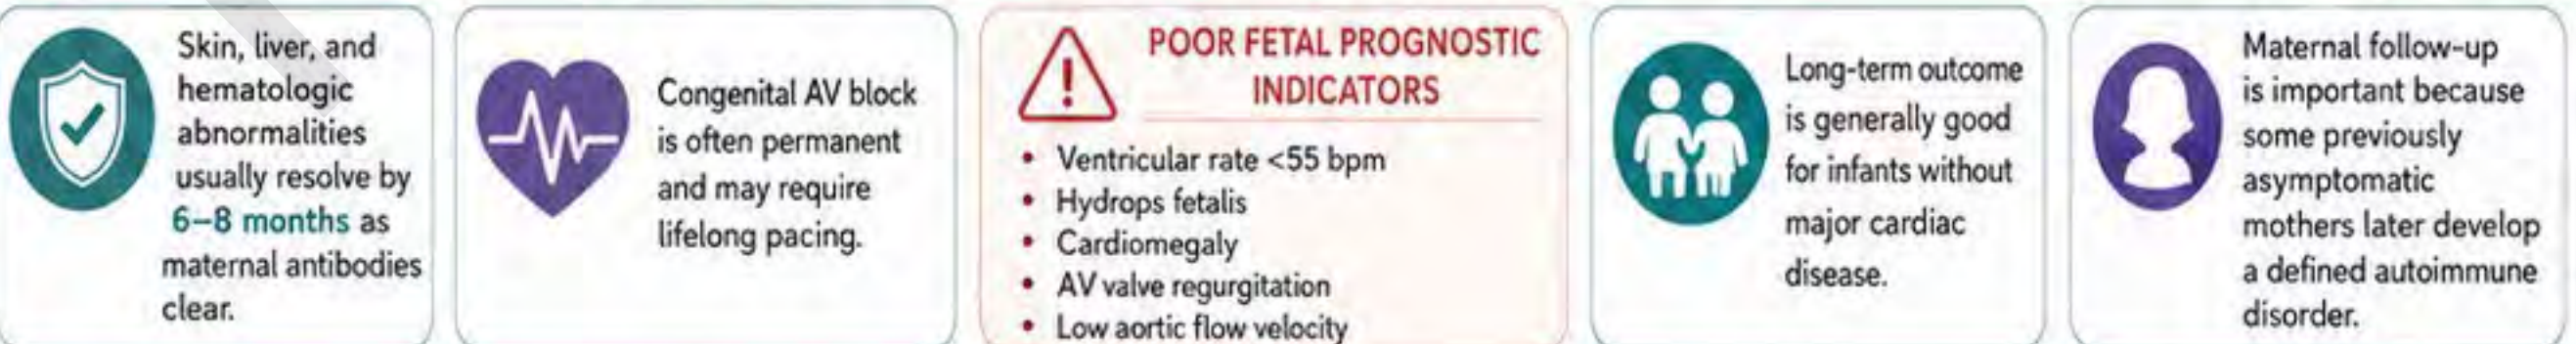 Skin, liver, and
hematologic
abnormalities
usually resolve by
6–8 months as
maternal antibodies
clear.
Congenital AV block
is often permanent
and may require
lifelong pacing.
POOR FETAL PROGNOSTIC
INDICATORS
• Ventricular rate <55 bpm
• Hydrops fetalis
• Cardiomegaly
• AV valve regurgitation
• Low aortic flow velocity
Long-term outcome
is generally good
for infants without
major cardiac
disease.
Maternal follow-up
is important because
some previously
asymptomatic
mothers later develop
a defined autoimmune
disorder.